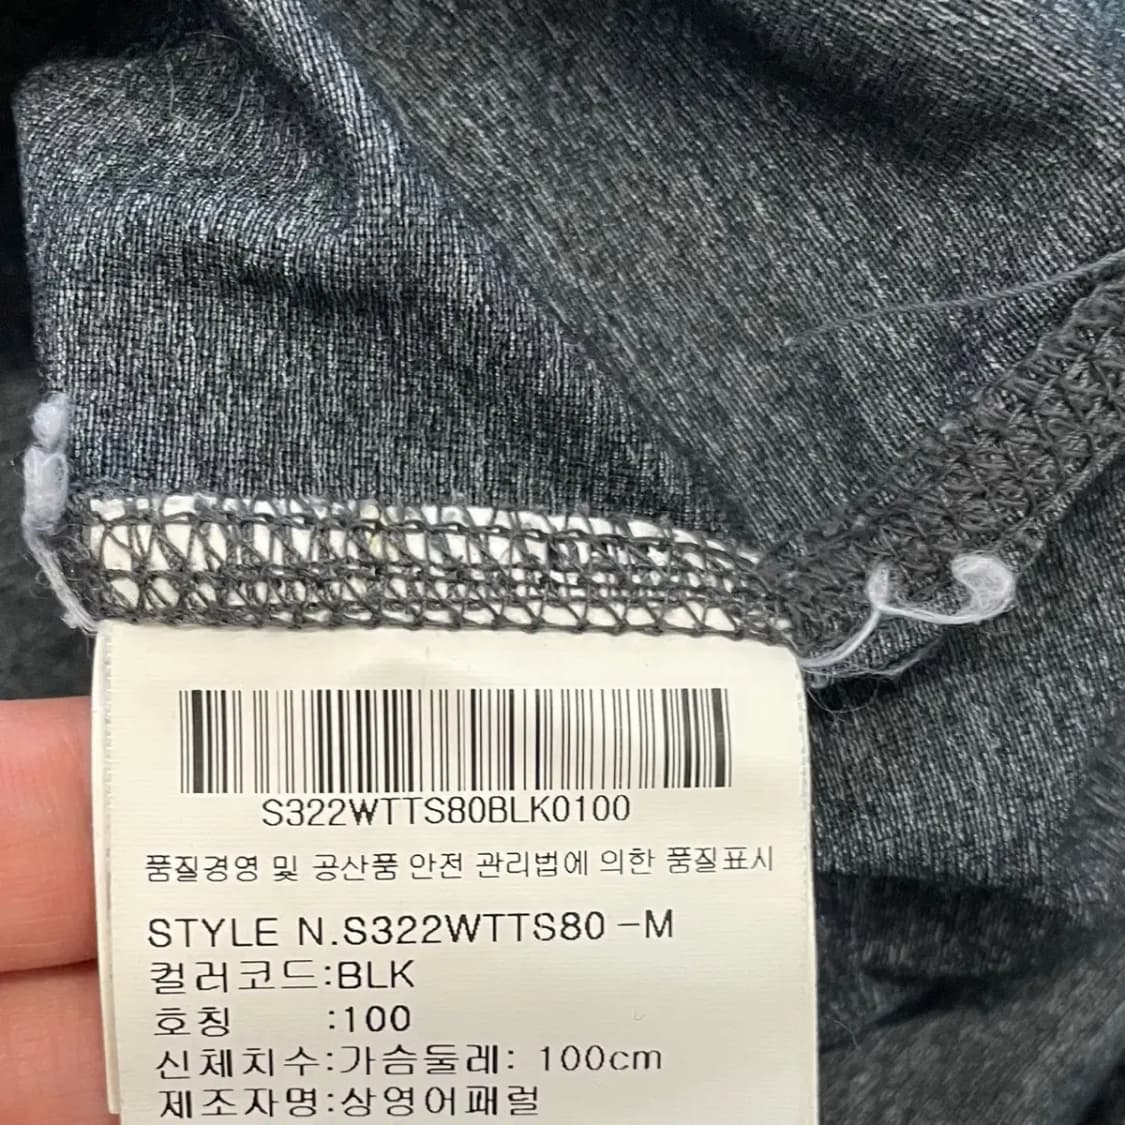 S322WTTS80BLK0100
품질경영 및 공산품 안전 관리법에 의한 품질표시
STYLE N.S322WTTS80-M
컬러코드:BLK
호칭 :100
신체치수:가슴둘레: 100cm
제조자명:상영어패럴